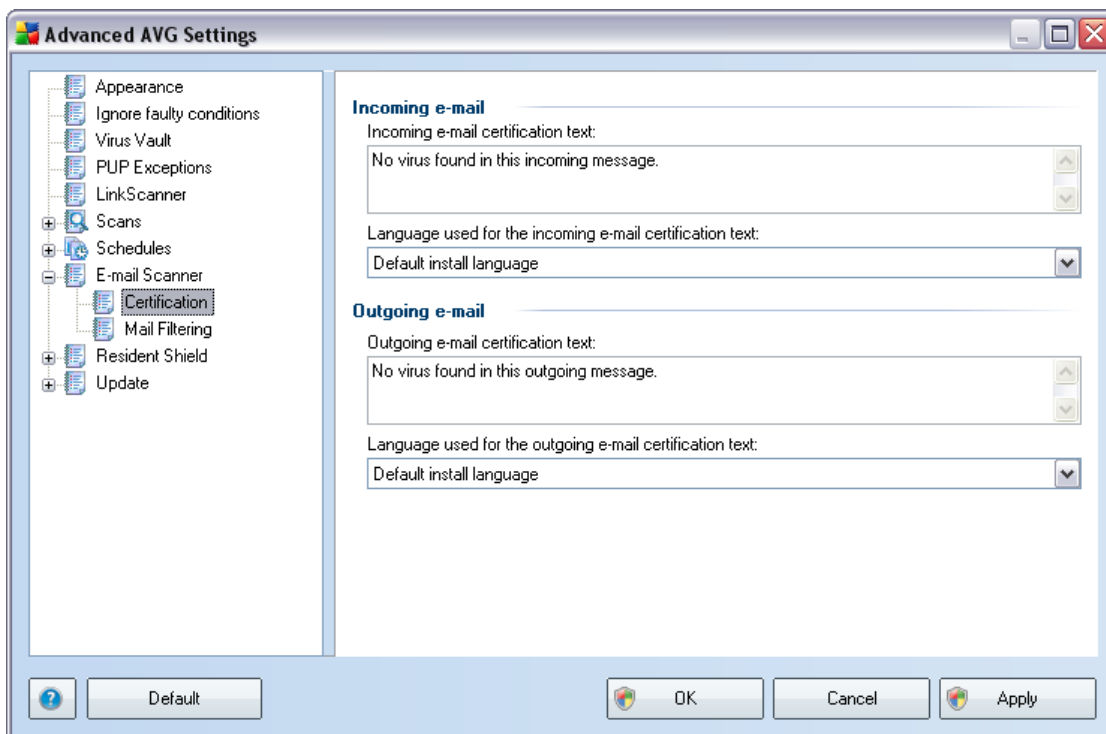 Advanced AVG Settings
Appearance
Ignore faulty conditions
Virus Vault
PUP Exceptions
LinkScanner
Scans
Schedules
E-mail Scanner
Certification
Mail Filtering
Resident Shield
Update
Incoming e-mail
Incoming e-mail certification text:
No virus found in this incoming message.
Language used for the incoming e-mail certification text:
Default install language
Outgoing e-mail
Outgoing e-mail certification text:
No virus found in this outgoing message.
Language used for the outgoing e-mail certification text:
Default install language
?
Default
OK
Cancel
Apply